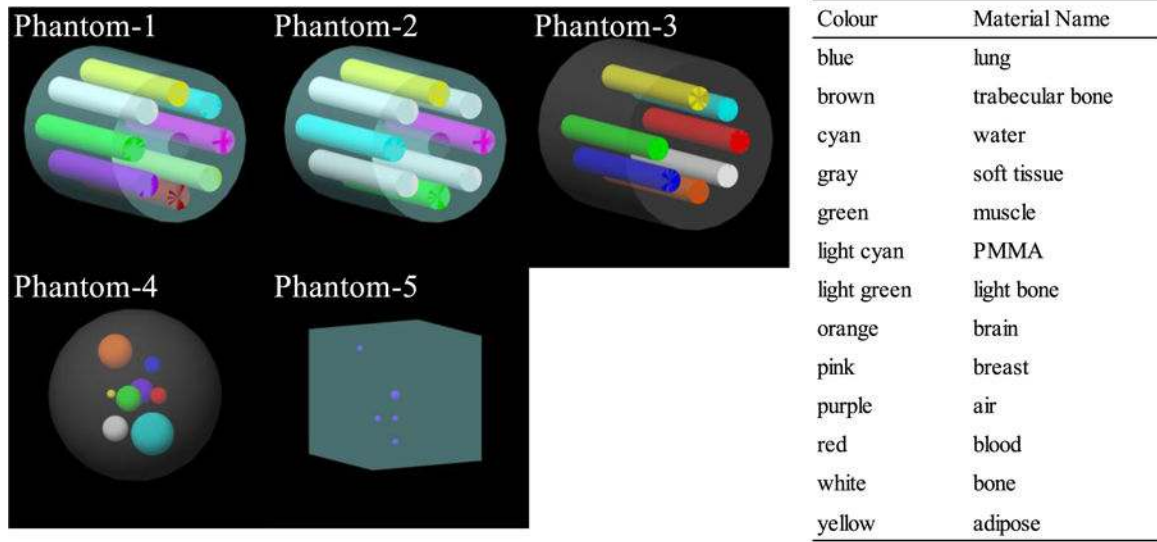 Phantom-1 Phantom-2 Phantom-3
Phantom-4 Phantom-5
Colour Material Name
blue lung
brown trabecular bone
cyan water
gray soft tissue
green muscle
light cyan PMMA
light green light bone
orange brain
pink breast
purple air
red blood
white bone
yellow adipose